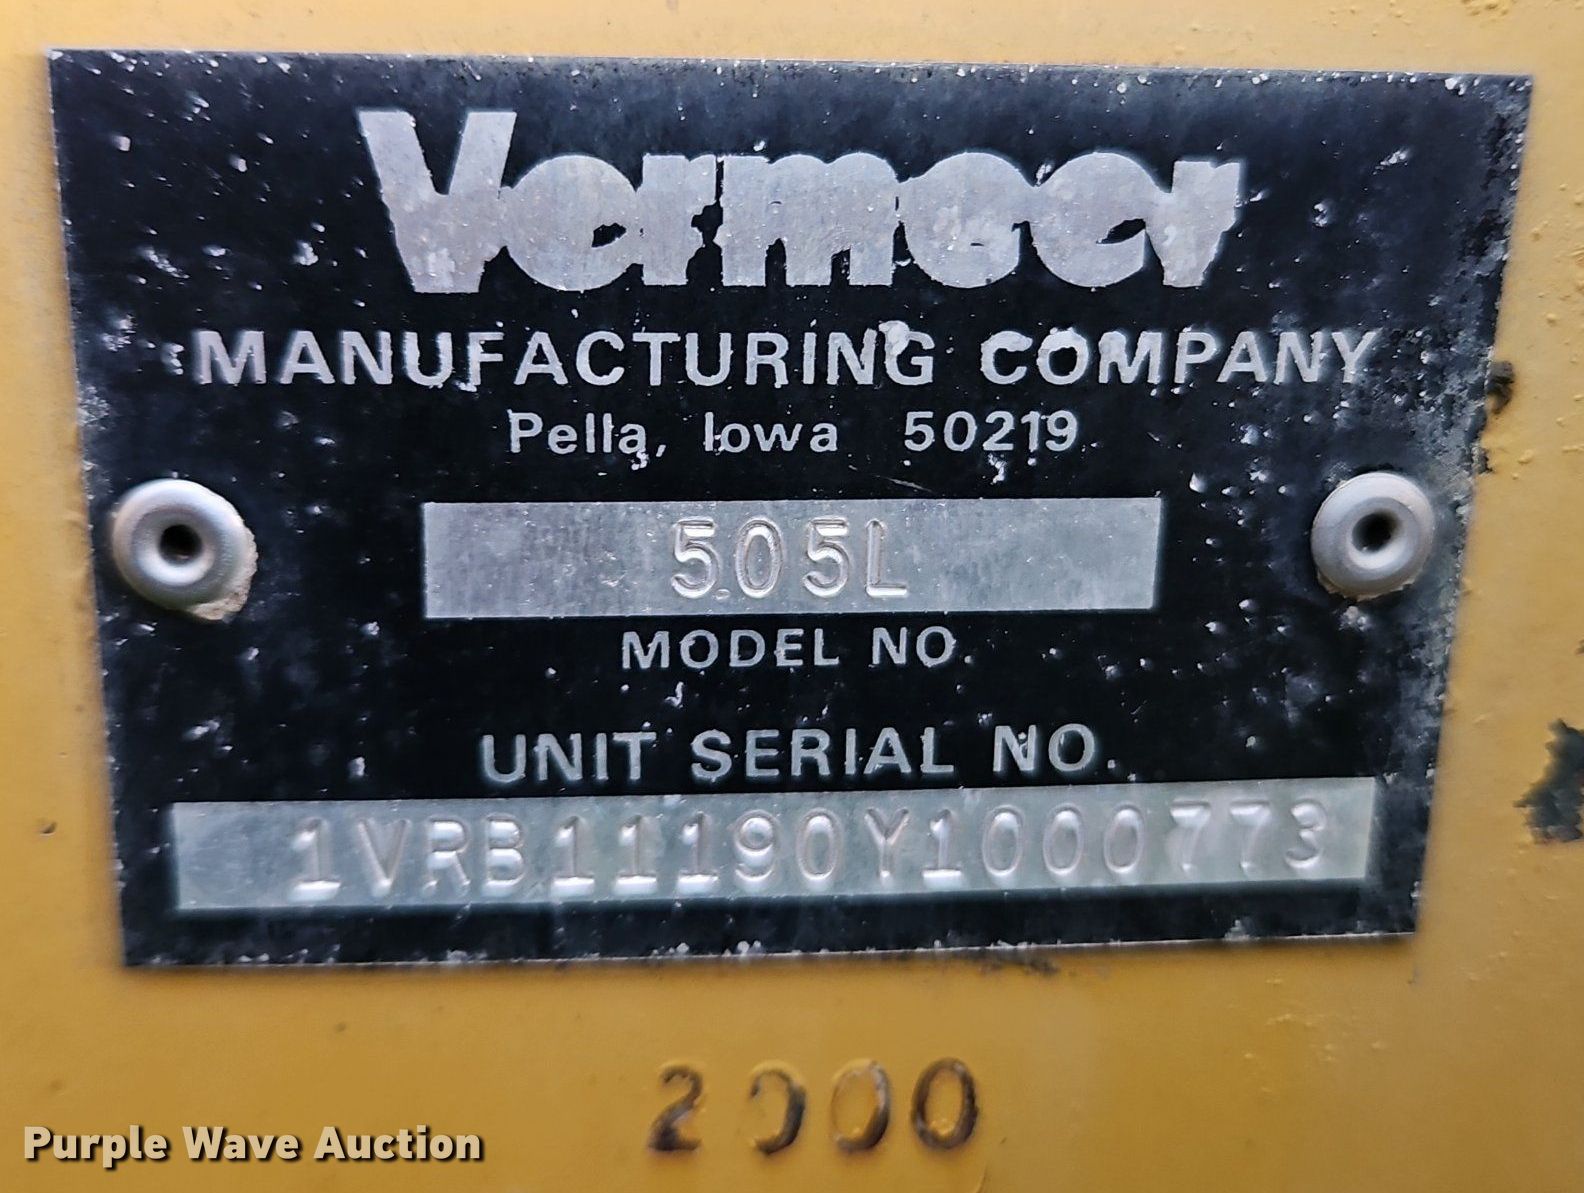 Vermeer
MANUFACTURING COMPANY
Pella, Iowa 50219
505L
MODEL NO.
UNIT SERIAL NO.
1VRB11190Y1000773
2000
Purple Wave Auction